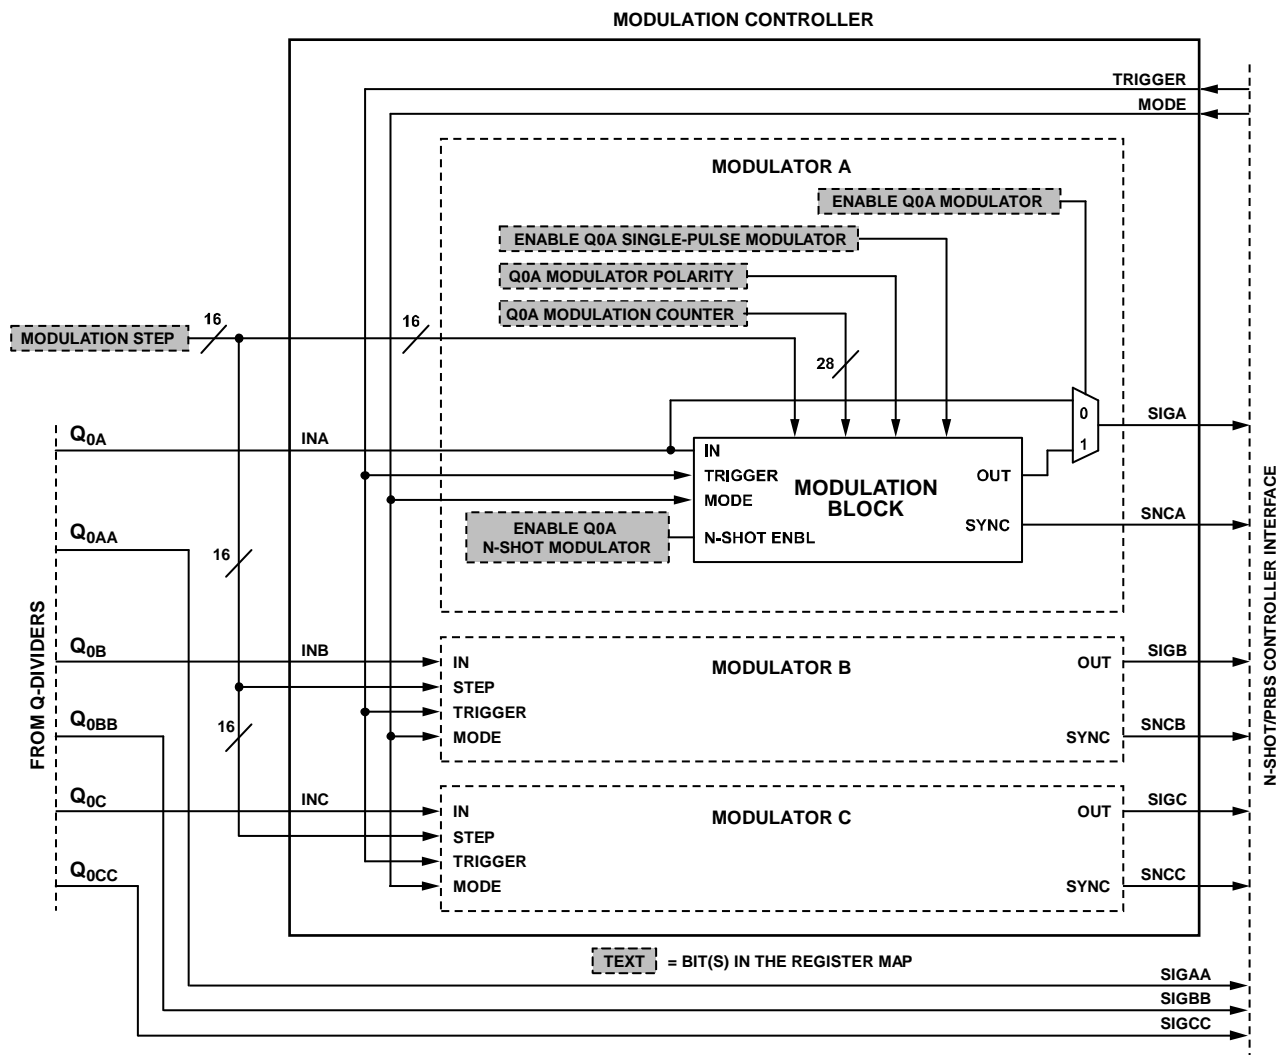 MODULATION CONTROLLER
TRIGGER
MODE
MODULATOR A
ENABLE Q0A MODULATOR
ENABLE Q0A SINGLE-PULSE MODULATOR
Q0A MODULATOR POLARITY
Q0A MODULATION COUNTER
MODULATION STEP
16
16
28
0
1
SIGA
Q0A
INA
IN
TRIGGER
MODE
N-SHOT ENBL
MODULATION
BLOCK
OUT
SYNC
SNCA
ENABLE Q0A
N-SHOT MODULATOR
Q0AA
16
FROM Q-DIVIDERS
N-SHOT/PRBS CONTROLLER INTERFACE
Q0B
INB
IN
STEP
TRIGGER
MODE
MODULATOR B
OUT
SYNC
SIGB
SNCB
Q0BB
16
Q0C
INC
IN
STEP
TRIGGER
MODE
MODULATOR C
OUT
SYNC
SIGC
SNCC
Q0CC
TEXT = BIT(S) IN THE REGISTER MAP
SIGAA
SIGBB
SIGCC